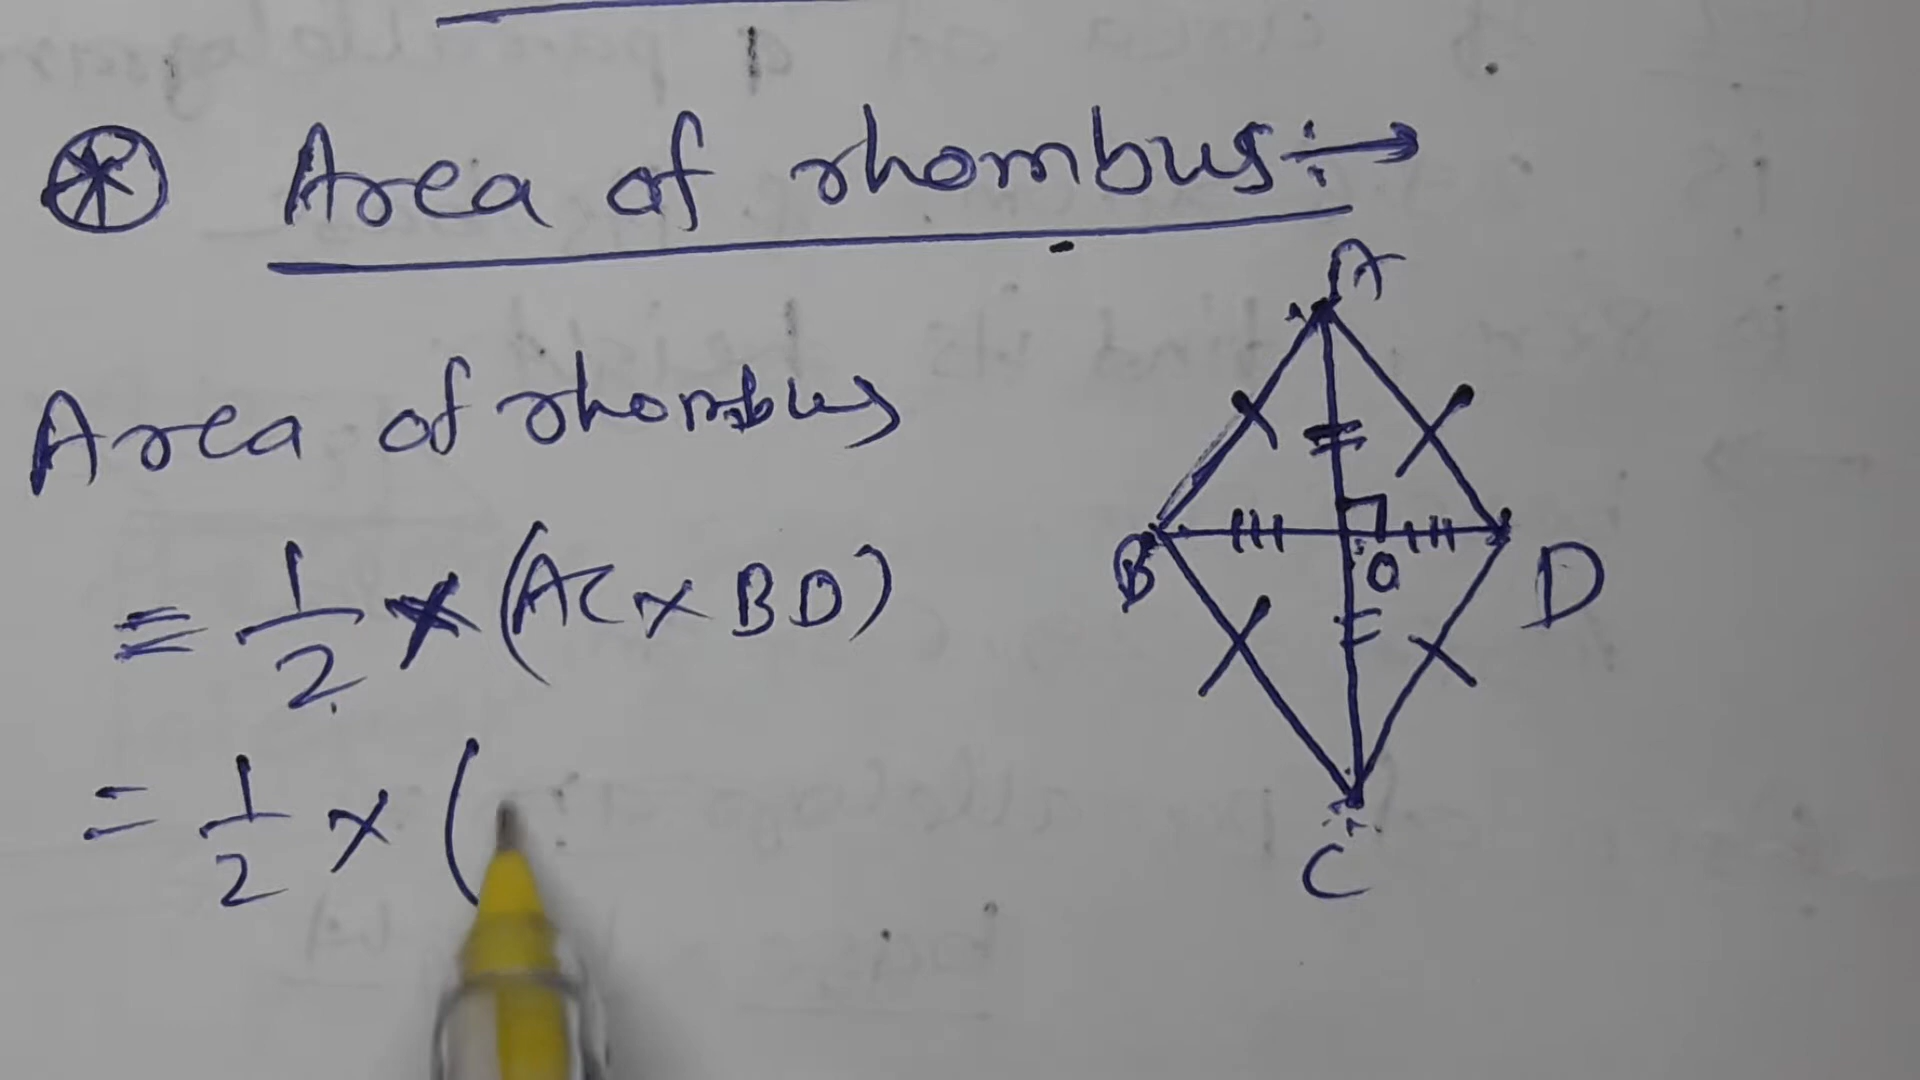 Area of rhombus :→
Area of rhombus
= 1/2 × (AC × BD)
= 1/2 × (
A
B
O
D
C